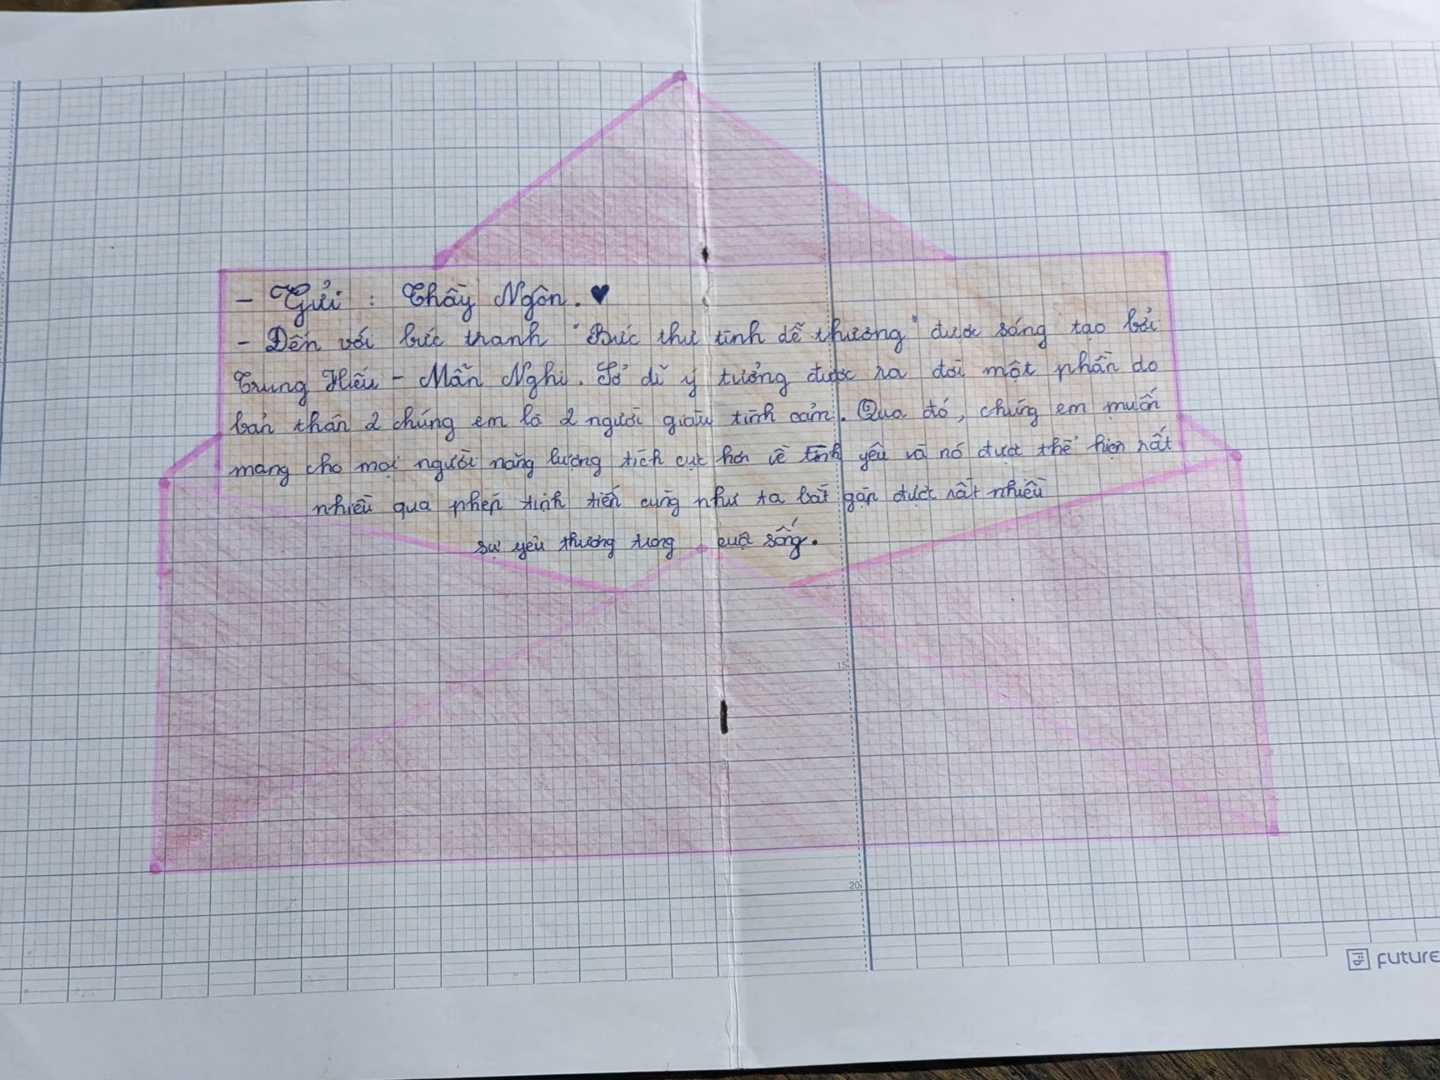 - Gửi : Thầy Ngôn. ♥
- Đến với bức tranh "Bức thư tình dễ thương" được sáng tạo bởi
Trung Hiếu - Mẫn Nghi. Sở dĩ ý tưởng được ra đời một phần do
bản thân 2 chúng em là 2 người giàu tình cảm. Qua đó, chúng em muốn
mang cho mọi người năng lượng tích cực hơn về tình yêu và nó được thể hiện rất
nhiều qua phép tịnh tiến cũng như ta bắt gặp được rất nhiều
sự yêu thương trong cuộc sống.
15
20
future